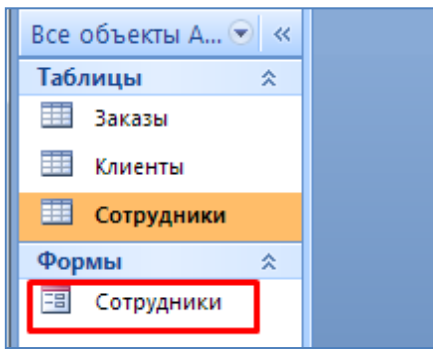 Все объекты A...
Таблицы
Заказы
Клиенты
Сотрудники
Формы
Сотрудники